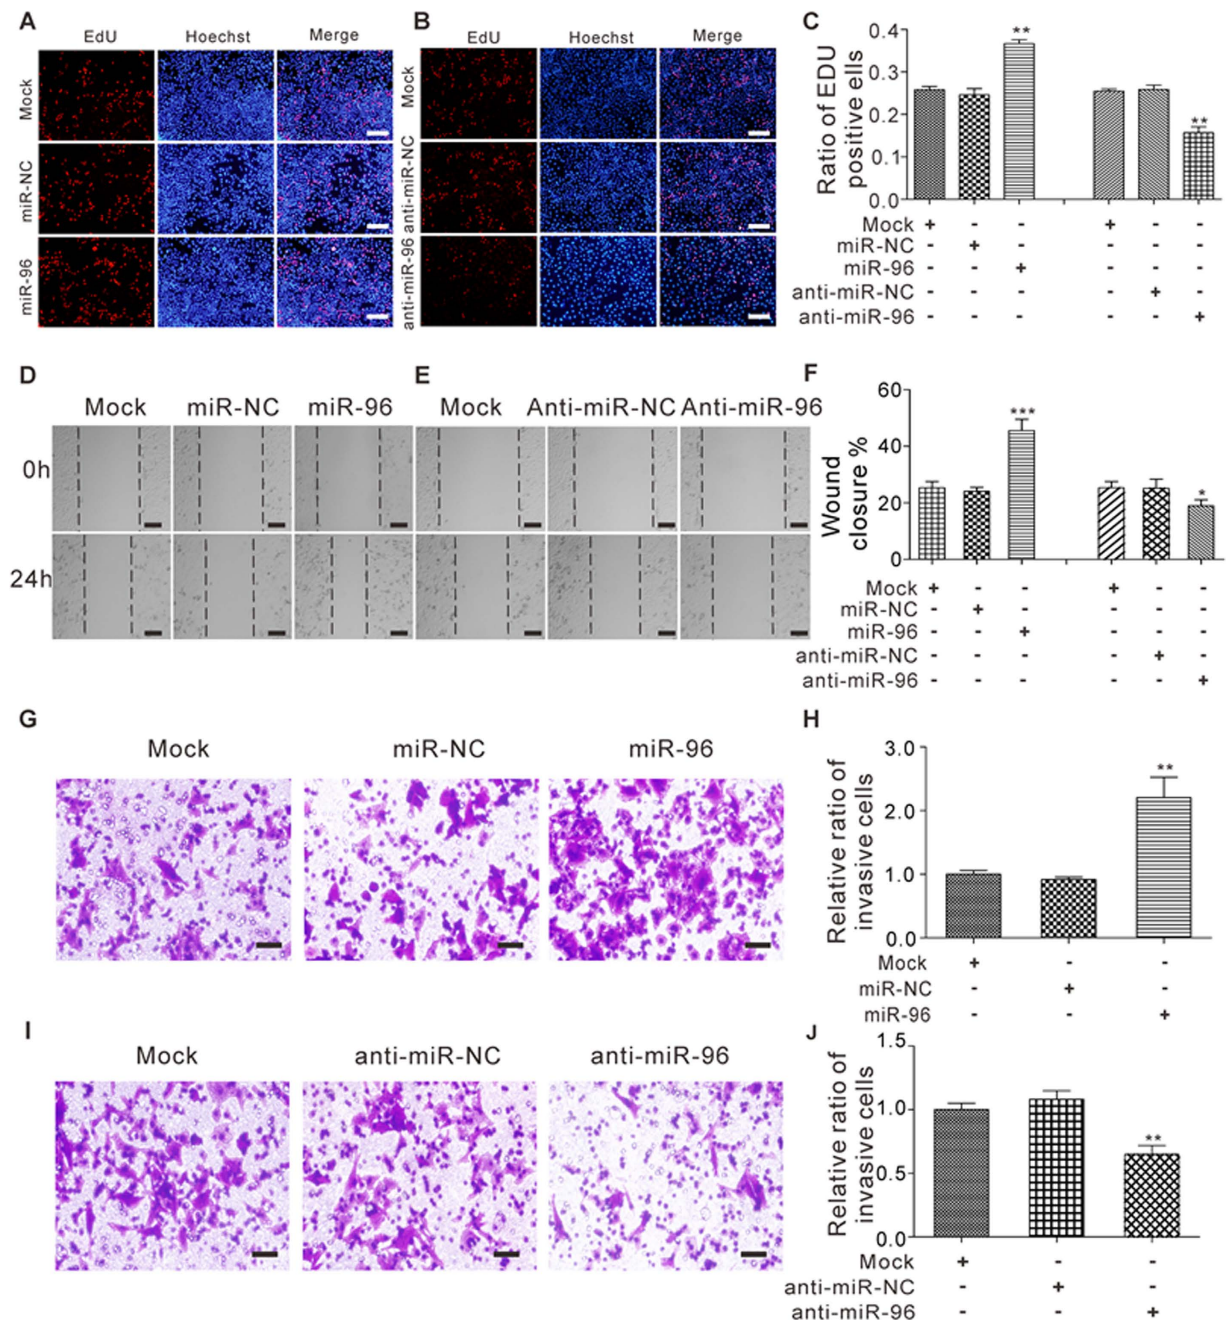 A
EdU Hoechst Merge
Mock
miR-NC
miR-96
B
EdU Hoechst Merge
Mock
anti-miR-NC
anti-miR-96
C
Ratio of EDU
positive ells
0.4
0.3
0.2
0.1
0.0
**
**
Mock + - - + - -
miR-NC - + - - - -
miR-96 - - + - - -
anti-miR-NC - - - - + -
anti-miR-96 - - - - - +
D
Mock miR-NC miR-96
0h
24h
E
Mock Anti-miR-NC Anti-miR-96
F
Wound
closure %
60
40
20
0
***
*
Mock + - - + - -
miR-NC - + - - - -
miR-96 - - + - - -
anti-miR-NC - - - - + -
anti-miR-96 - - - - - +
G
Mock miR-NC miR-96
H
Relative ratio of
invasive cells
3.0
2.0
1.0
0.0
**
Mock + - -
miR-NC - + -
miR-96 - - +
I
Mock anti-miR-NC anti-miR-96
J
Relative ratio of
invasive cells
1.5
1.0
0.5
0.0
**
Mock + - -
anti-miR-NC - + -
anti-miR-96 - - +